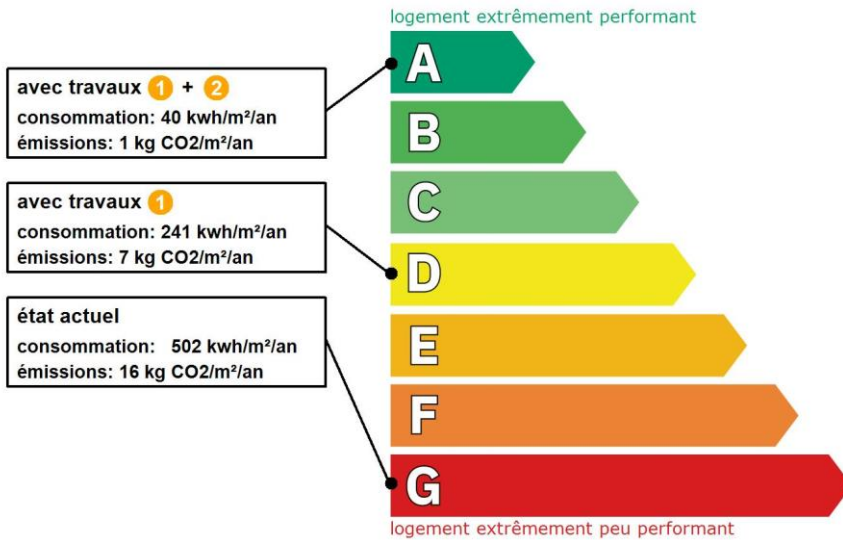 logement extrêmement performant
avec travaux 1 + 2
consommation: 40 kwh/m²/an
émissions: 1 kg CO2/m²/an
A
B
avec travaux 1
consommation: 241 kwh/m²/an
émissions: 7 kg CO2/m²/an
C
D
état actuel
consommation: 502 kwh/m²/an
émissions: 16 kg CO2/m²/an
E
F
G
logement extrêmement peu performant